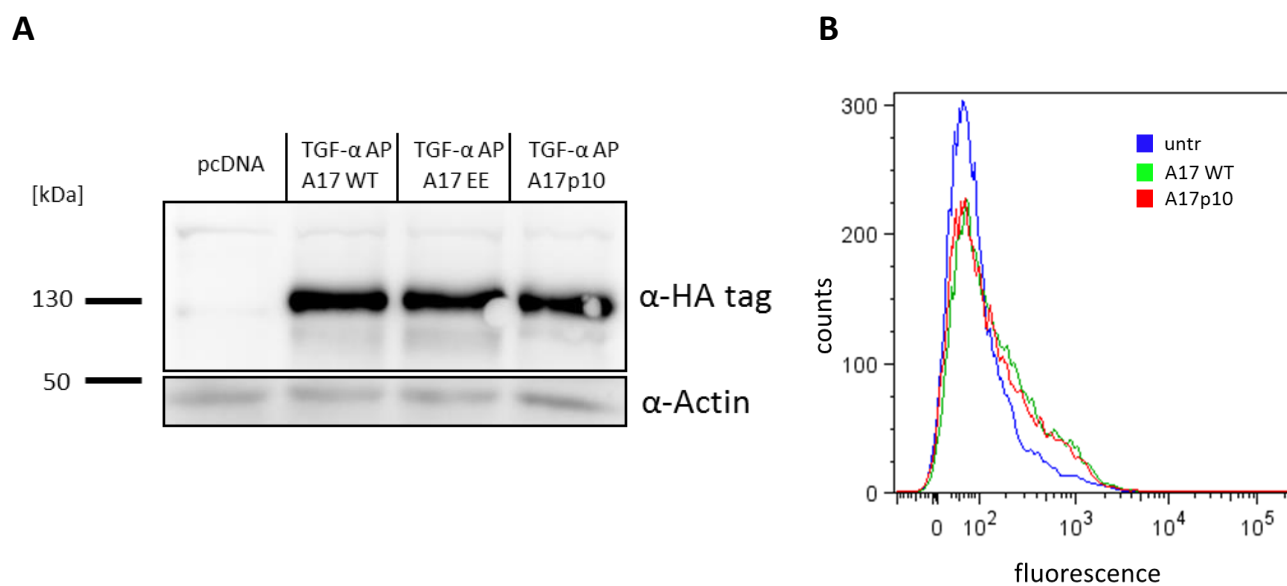 A
B
pcDNA
TGF-α AP
A17 WT
TGF-α AP
A17 EE
TGF-α AP
A17p10
[kDa]
130
50
α-HA tag
α-Actin
300
200
100
0
counts
untr
A17 WT
A17p10
0 10² 10³ 10⁴ 10⁵
fluorescence